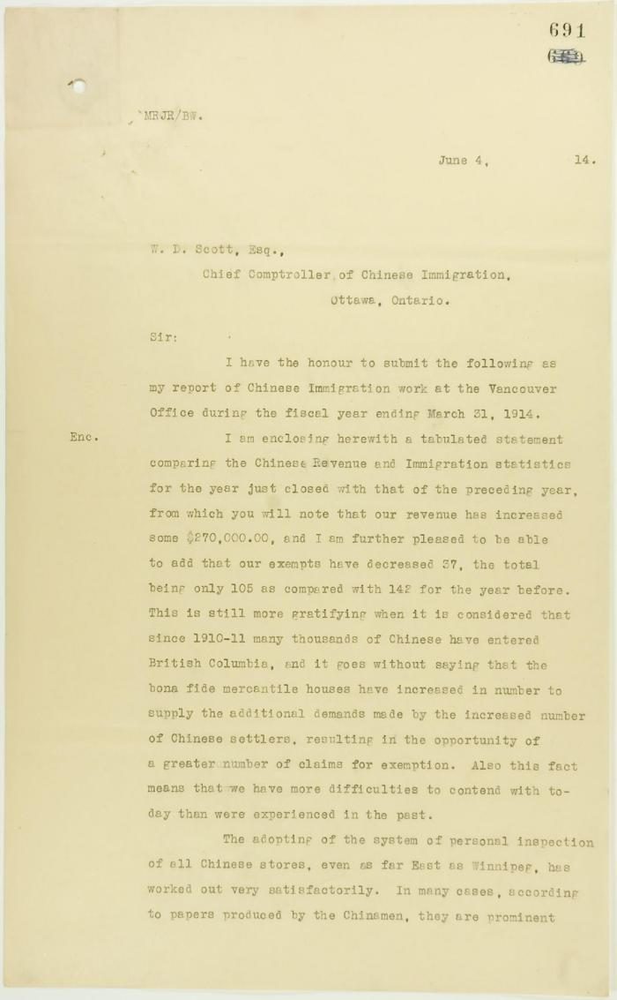 691
MRJR/BW.
June 4, 14.
W. D. Scott, Esq.,
Chief Comptroller of Chinese Immigration,
Ottawa, Ontario.
Sir:
I have the honour to submit the following as
my report of Chinese Immigration work at the Vancouver
Office during the fiscal year ending March 31, 1914.
Enc. I am enclosing herewith a tabulated statement
comparing the Chinese Revenue and Immigration statistics
for the year just closed with that of the preceding year,
from which you will note that our revenue has increased
some $270,000.00, and I am further pleased to be able
to add that our exempts have decreased 37, the total
being only 105 as compared with 142 for the year before.
This is still more gratifying when it is considered that
since 1910-11 many thousands of Chinese have entered
British Columbia, and it goes without saying that the
bona fide mercantile houses have increased in number to
supply the additional demands made by the increased number
of Chinese settlers, resulting in the opportunity of
a greater number of claims for exemption. Also this fact
means that we have more difficulties to contend with to-
day than were experienced in the past.
The adopting of the system of personal inspection
of all Chinese stores, even as far East as Winnipeg, has
worked out very satisfactorily. In many cases, according
to papers produced by the Chinamen, they are prominent